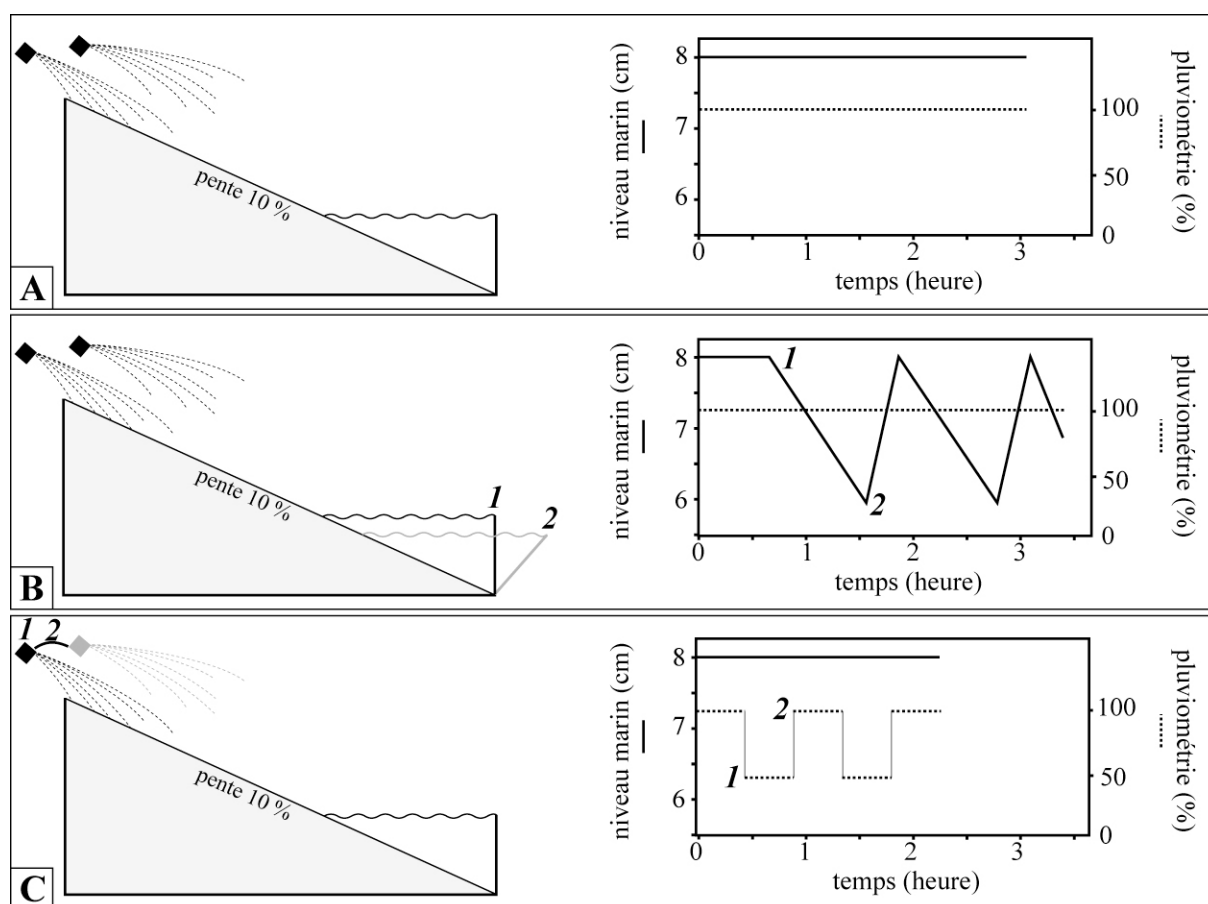 pente 10 %
A
niveau marin (cm)
8
7
6
0 1 2 3
temps (heure)
100
50
0
pluviométrie (%)
pente 10 %
1
2
B
niveau marin (cm)
8
7
6
1
2
0 1 2 3
temps (heure)
100
50
0
pluviométrie (%)
1 2
pente 10 %
C
niveau marin (cm)
8
7
6
2
1
0 1 2 3
temps (heure)
100
50
0
pluviométrie (%)